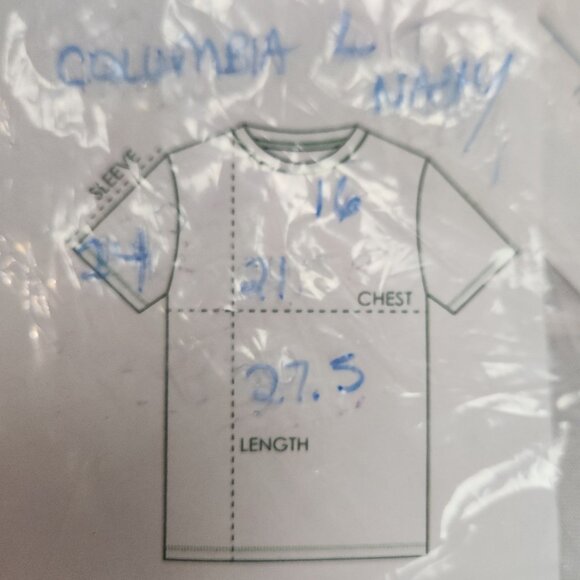 COLUMBIA L
NAVY
SLEEVE
16
24
21
CHEST
27.5
LENGTH